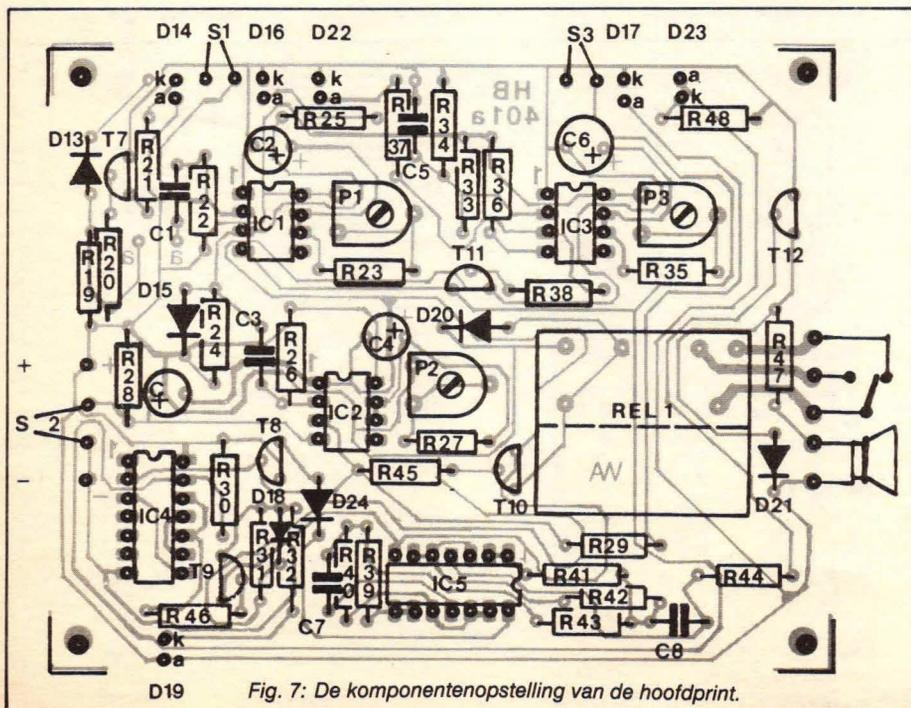 D14 S1 D16 D22 S3 D17 D23
k k k k a
a a a a k
HB
401a
R25 R48
D13 T7 R21 C2 R37 R34 C6
C5
C1 R22 1 IC1 P1 R33 R36 1 IC3 P3
R19 R20 a a R23 T11 R38 R35 T12
D15 R24 C3 R26 C4 D20 R47
+ R28 C P2 REL 1
S 2 IC2
T8 R27
- R45 AW D21
IC4 R30 D18 D24 T10
R31 R32 R40 R39 IC5 R29
T9 R41 R44
R46 C7 R42
R43 C8
k
a
D19
Fig. 7: De komponentenopstelling van de hoofdprint.